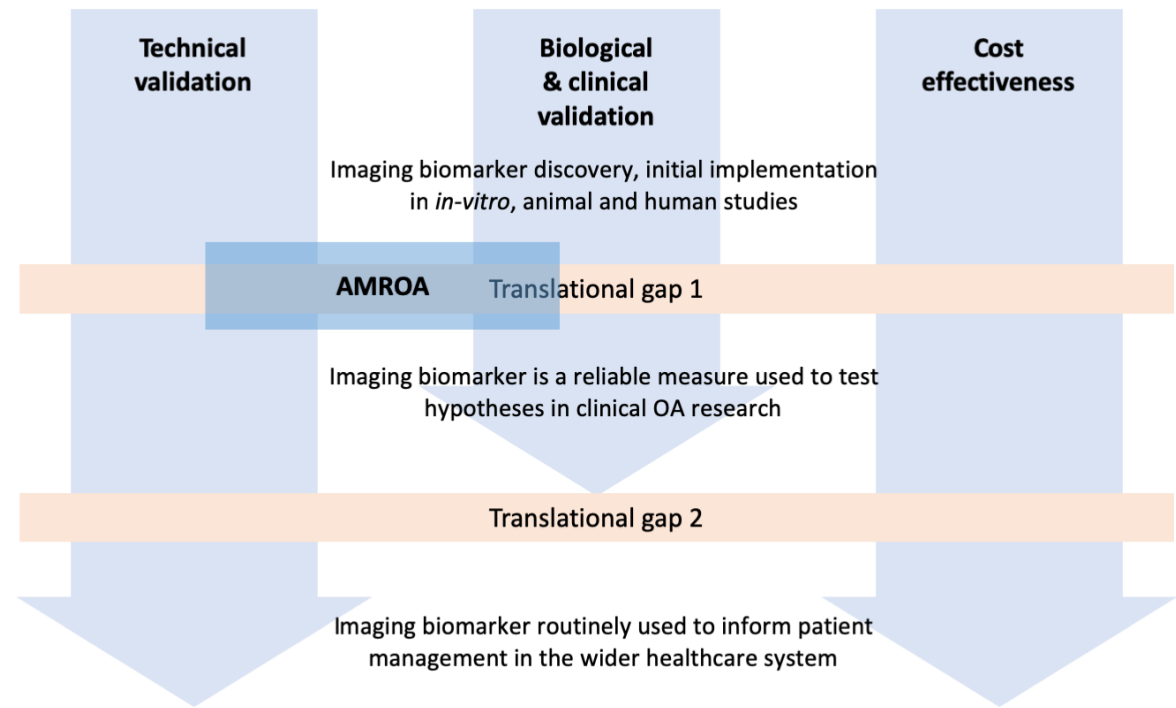 Technical
validation
Biological
& clinical
validation
Cost
effectiveness
Imaging biomarker discovery, initial implementation
in in-vitro, animal and human studies
AMROA
Translational gap 1
Imaging biomarker is a reliable measure used to test
hypotheses in clinical OA research
Translational gap 2
Imaging biomarker routinely used to inform patient
management in the wider healthcare system